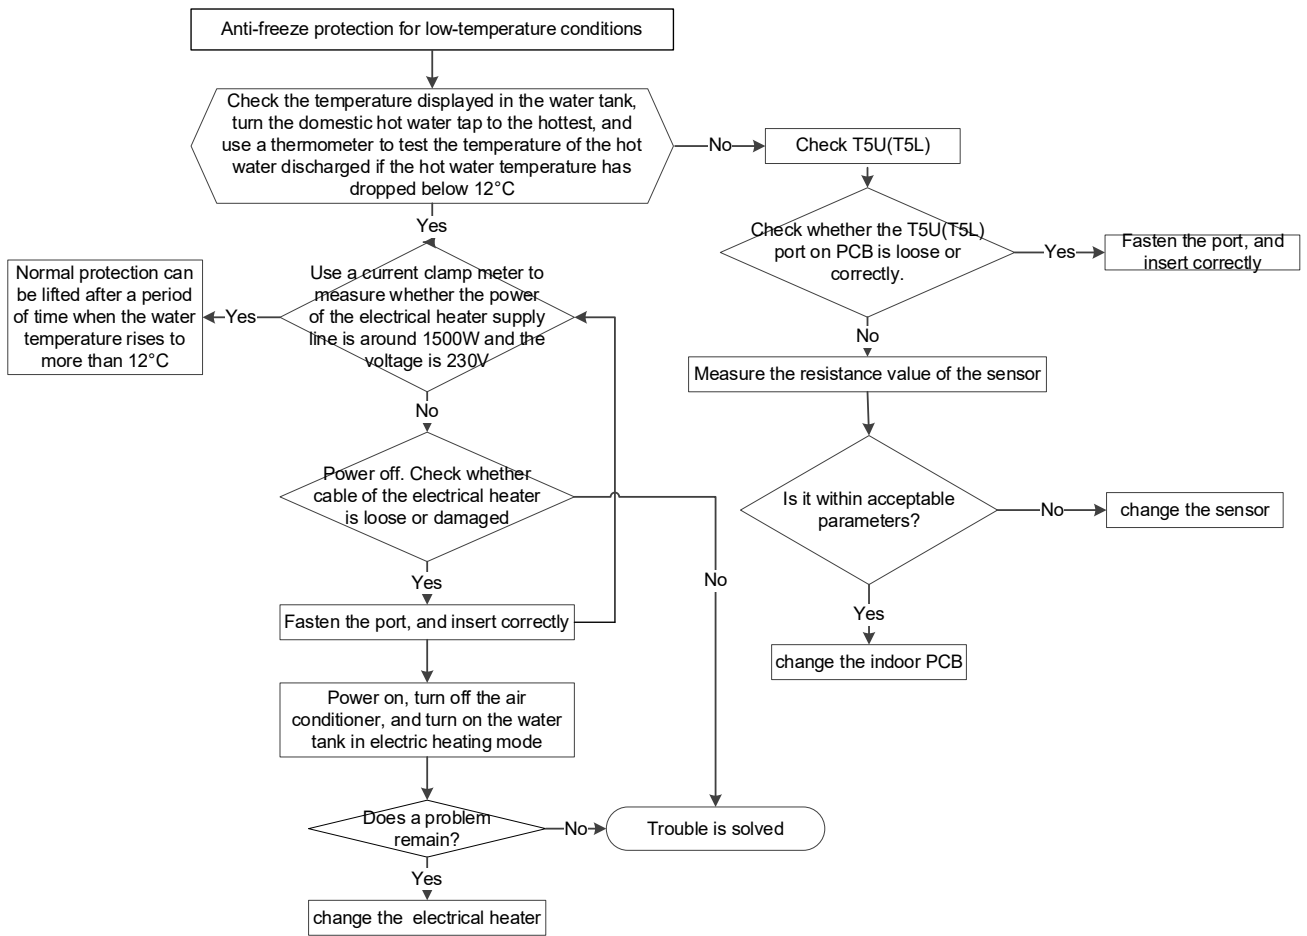 Anti-freeze protection for low-temperature conditions
Check the temperature displayed in the water tank,
turn the domestic hot water tap to the hottest, and
use a thermometer to test the temperature of the hot
water discharged if the hot water temperature has
dropped below 12°C
No
Check T5U(T5L)
Yes
Check whether the T5U(T5L)
port on PCB is loose or
correctly.
Yes
Fasten the port, and
insert correctly
Use a current clamp meter to
measure whether the power
of the electrical heater supply
line is around 1500W and the
voltage is 230V
Yes
Normal protection can
be lifted after a period
of time when the water
temperature rises to
more than 12°C
No
Measure the resistance value of the sensor
No
Power off. Check whether
cable of the electrical heater
is loose or damaged
Is it within acceptable
parameters?
No
change the sensor
Yes
No
Yes
Fasten the port, and insert correctly
change the indoor PCB
Power on, turn off the air
conditioner, and turn on the water
tank in electric heating mode
Does a problem
remain?
No
Trouble is solved
Yes
change the  electrical heater